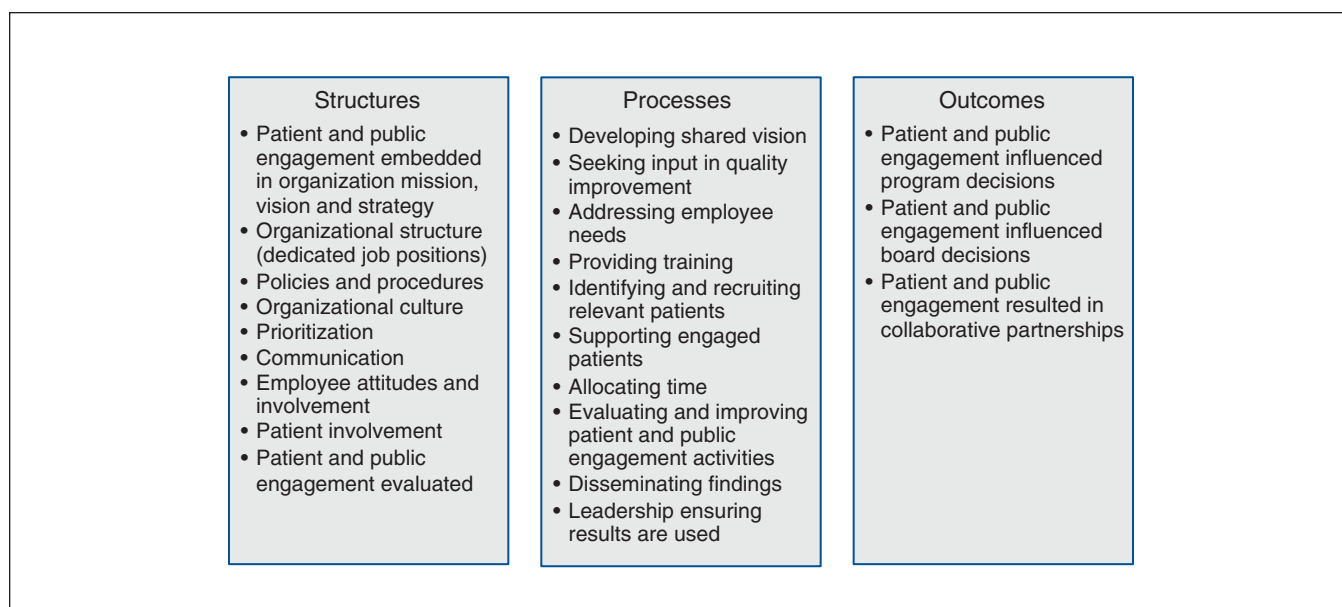 Structures
• Patient and public
engagement embedded
in organization mission,
vision and strategy
• Organizational structure
(dedicated job positions)
• Policies and procedures
• Organizational culture
• Prioritization
• Communication
• Employee attitudes and
involvement
• Patient involvement
• Patient and public
engagement evaluated
Processes
• Developing shared vision
• Seeking input in quality
improvement
• Addressing employee
needs
• Providing training
• Identifying and recruiting
relevant patients
• Supporting engaged
patients
• Allocating time
• Evaluating and improving
patient and public
engagement activities
• Disseminating findings
• Leadership ensuring
results are used
Outcomes
• Patient and public
engagement influenced
program decisions
• Patient and public
engagement influenced
board decisions
• Patient and public
engagement resulted in
collaborative partnerships